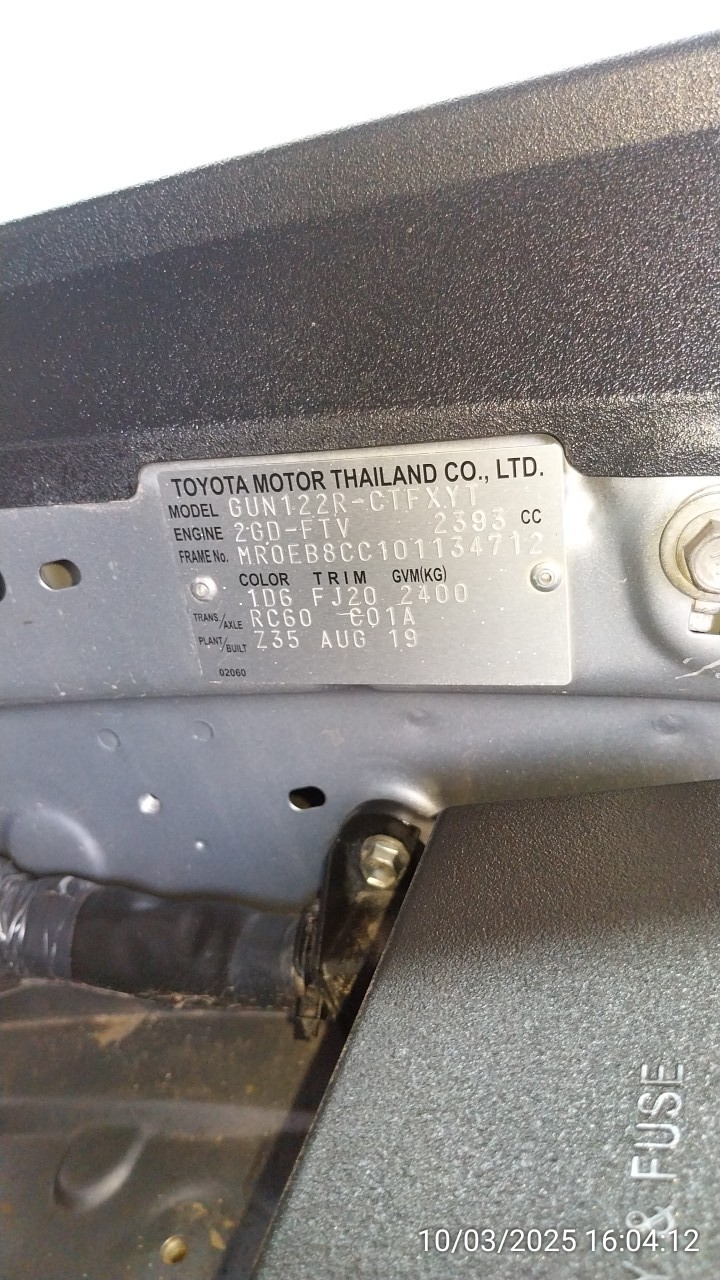 TOYOTA MOTOR THAILAND CO., LTD.
MODEL GUN122R-CTFXYT
ENGINE 2GD-FTV 2393 CC
FRAME No. MR0EB8CC101134712
COLOR TRIM GVM(KG)
1D6 FJ20 2400
TRANS/AXLE RC60 C01A
PLANT/BUILT Z35 AUG 19
02060
& FUSE
10/03/2025 16:04:12